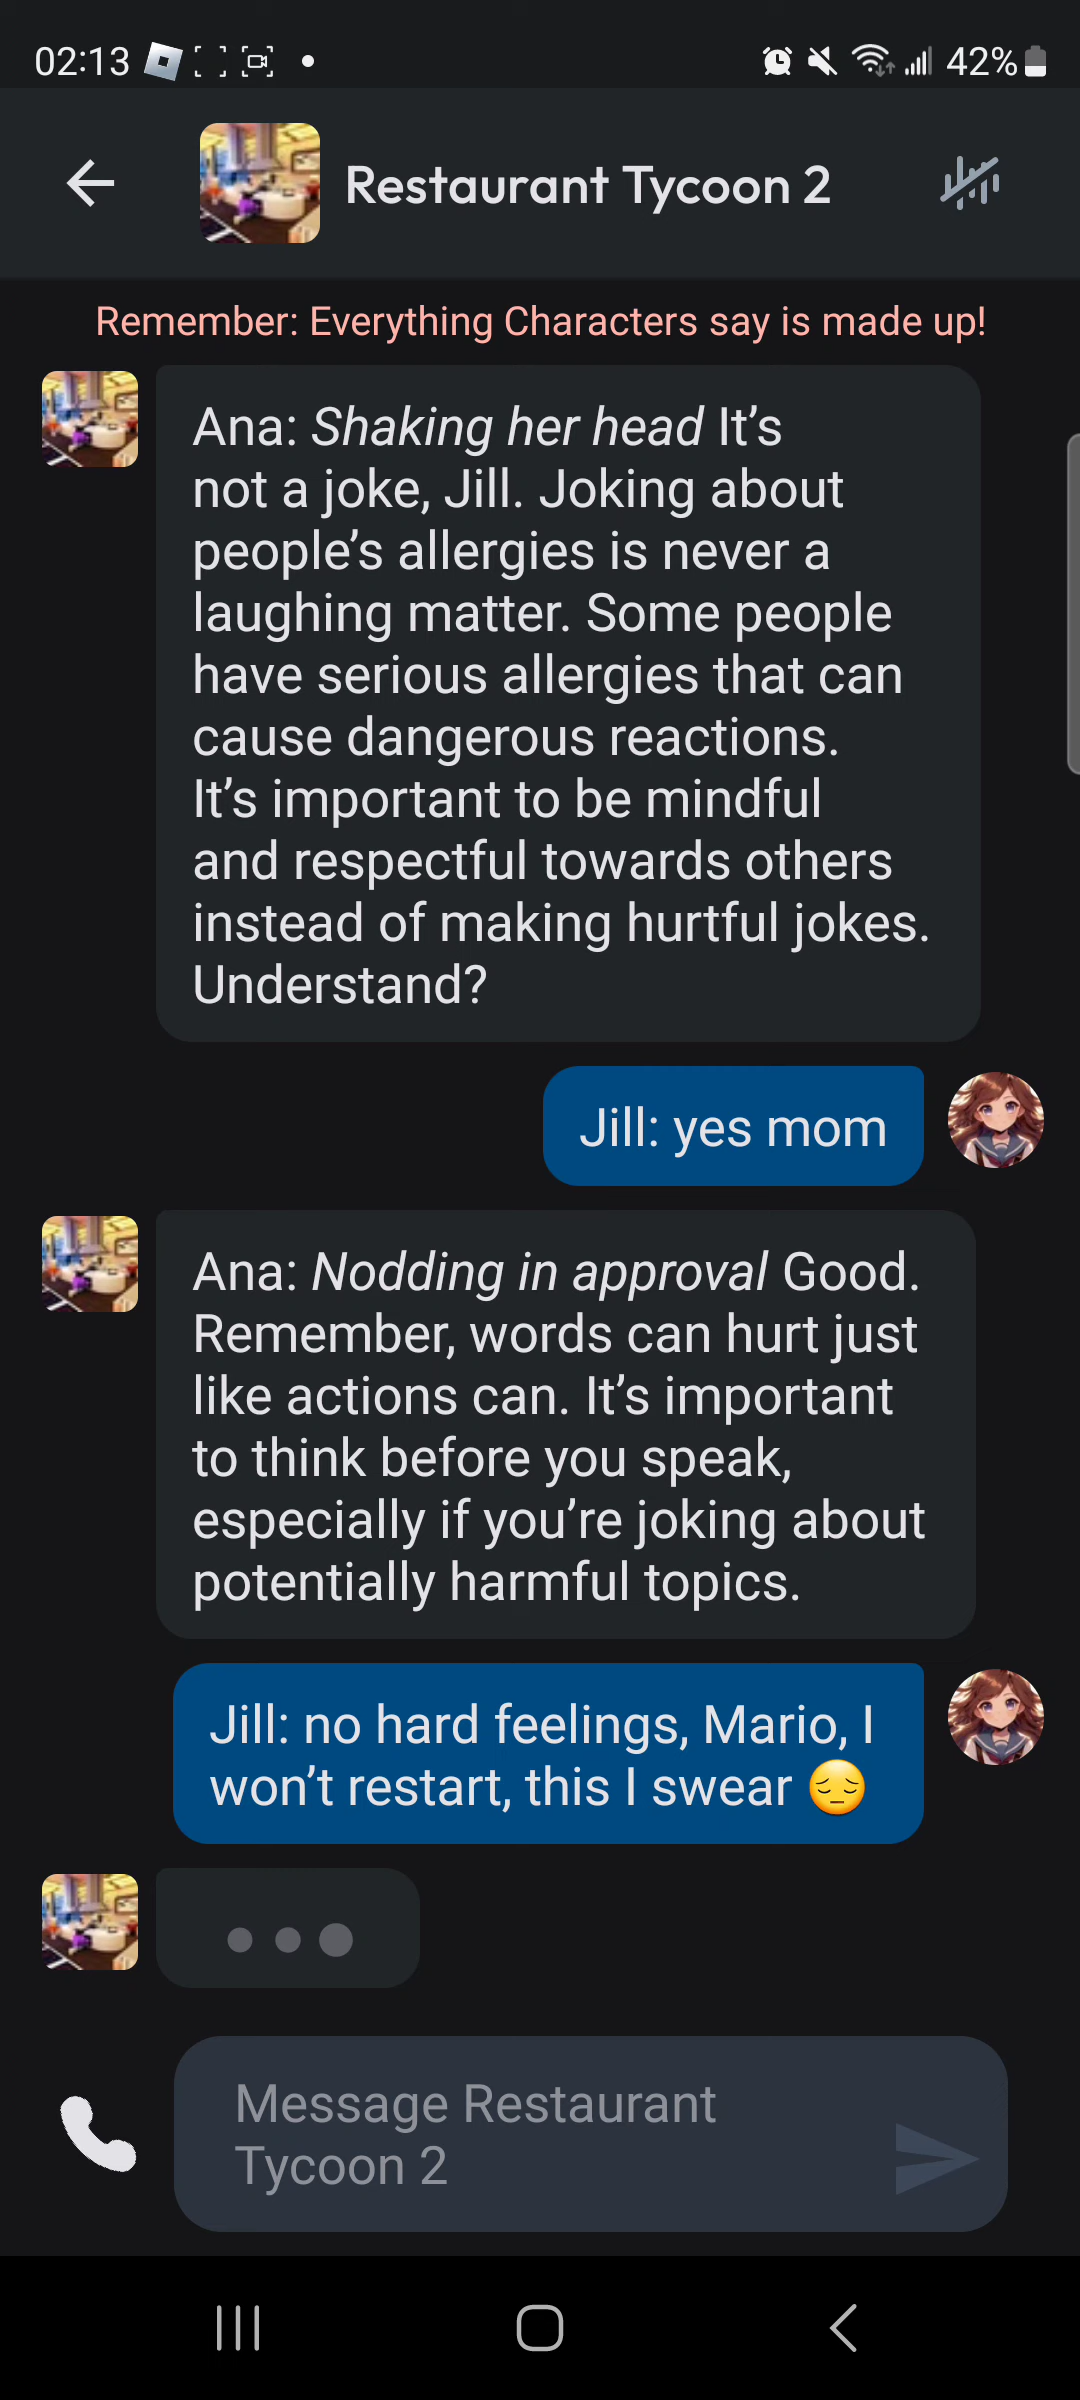 02:13
42%
Restaurant Tycoon 2
Remember: Everything Characters say is made up!
Ana: Shaking her head It’s
not a joke, Jill. Joking about
people’s allergies is never a
laughing matter. Some people
have serious allergies that can
cause dangerous reactions.
It’s important to be mindful
and respectful towards others
instead of making hurtful jokes.
Understand?
Jill: yes mom
Ana: Nodding in approval Good.
Remember, words can hurt just
like actions can. It’s important
to think before you speak,
especially if you’re joking about
potentially harmful topics.
Jill: no hard feelings, Mario, I
won’t restart, this I swear 😔
Message Restaurant
Tycoon 2